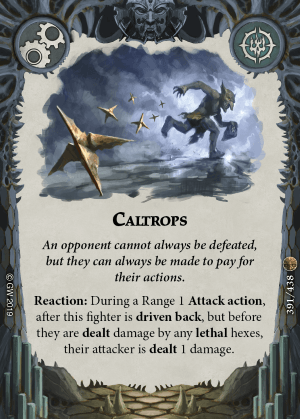 CALTROPS
An opponent cannot always be defeated,
but they can always be made to pay for
their actions.
Reaction: During a Range 1 Attack action,
after this fighter is driven back, but before
they are dealt damage by any lethal hexes,
their attacker is dealt 1 damage.
© GW 2019
391/438